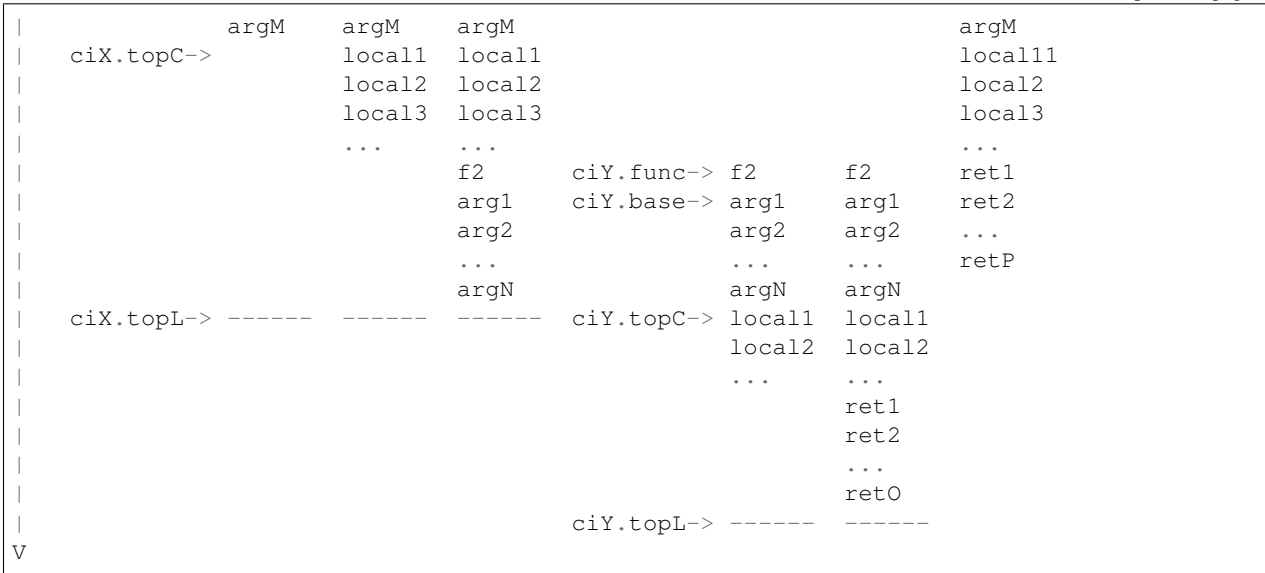 |           argM    argM    argM                               argM
|   ciX.topC->        local1  local1                             local11
|                     local2  local2                             local2
|                     local3  local3                             local3
|                     ...     ...                                ...
|                             f2      ciY.func-> f2      f2      ret1
|                             arg1    ciY.base-> arg1    arg1    ret2
|                             arg2               arg2    arg2    ...
|                             ...                ...     ...     retP
|                             argN               argN    argN
|   ciX.topL-> ------  ------  ------  ciY.topC-> local1  local1
|                                                local2  local2
|                                                ...     ...
|                                                        ret1
|                                                        ret2
|                                                        ...
|                                                        retO
|                                     ciY.topL-> ------  ------
V